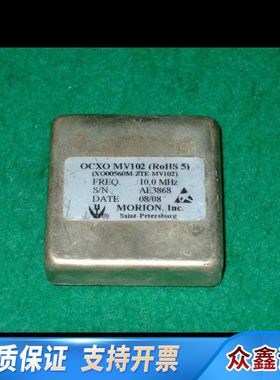 OCXO MV102 (RoHS 5)
(XO00560M-ZTE-MV102)
FREQ. 10.0 MHz
S/N AE3868
DATE 08/08
MORION, Inc.
Saint-Petersburg
质保证 支持开票 众鑫